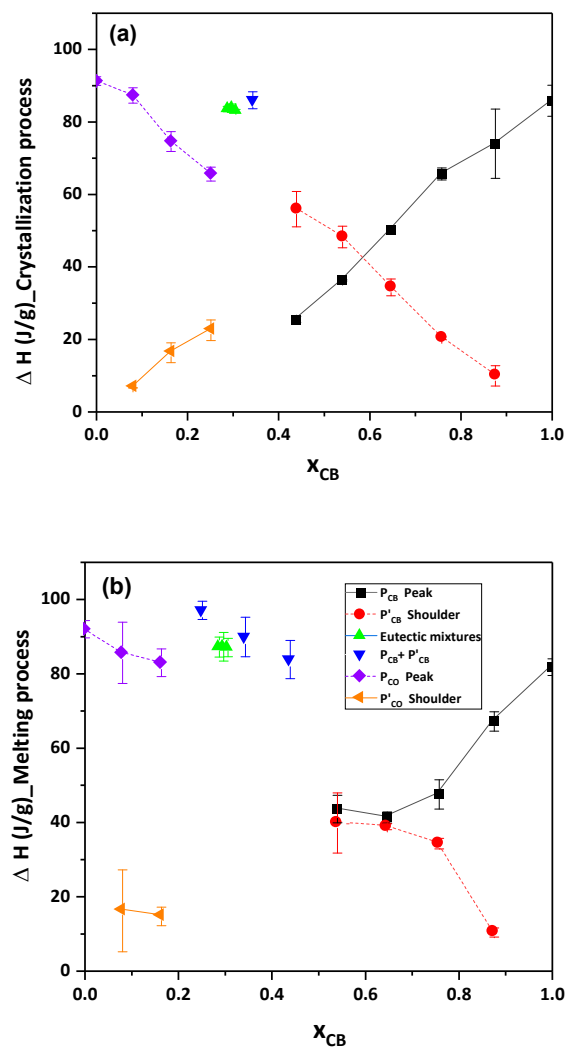 (a)
100
80
60
40
20
0
Δ H (J/g)_Crystallization process
0.0 0.2 0.4 0.6 0.8 1.0
xCB
(b)
100
80
60
40
20
0
Δ H (J/g)_Melting process
PCB Peak
P'CB Shoulder
Eutectic mixtures
PCB+ P'CB
PCO Peak
P'CO Shoulder
0.0 0.2 0.4 0.6 0.8 1.0
xCB